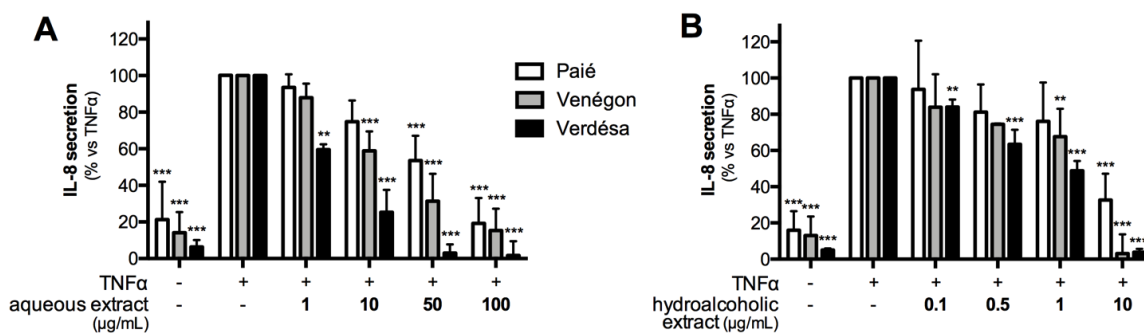 A
IL-8 secretion
(% vs TNFα)
120
100
80
60
40
20
0
Paié
Venégon
Verdésa
*** *** ***
**
***
***
*** *** ***
*** *** ***
TNFα - + + + + +
aqueous extract - - 1 10 50 100
(µg/mL)
B
IL-8 secretion
(% vs TNFα)
120
100
80
60
40
20
0
*** *** ***
**
***
** ***
*** *** ***
TNFα - + + + + +
hydroalcoholic - - 0.1 0.5 1 10
extract (µg/mL)